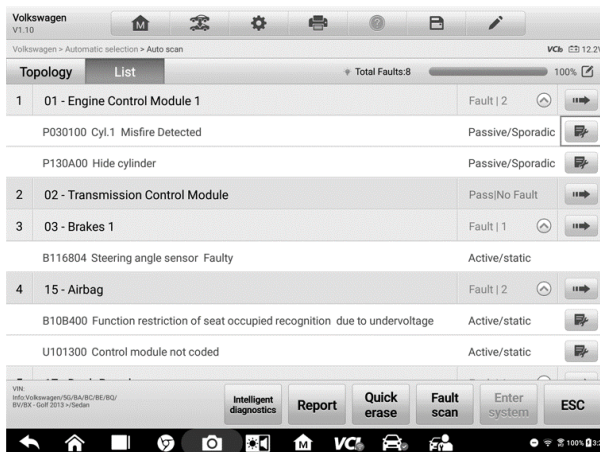 Volkswagen
V1.10
Volkswagen > Automatic selection > Auto scan
VCI 12.2V
Topology List Total Faults:8 100%
1 01 - Engine Control Module 1 Fault | 2
P030100 Cyl.1 Misfire Detected Passive/Sporadic
P130A00 Hide cylinder Passive/Sporadic
2 02 - Transmission Control Module Pass|No Fault
3 03 - Brakes 1 Fault | 1
B116804 Steering angle sensor Faulty Active/static
4 15 - Airbag Fault | 2
B10B400 Function restriction of seat occupied recognition due to undervoltage Active/static
U101300 Control module not coded Active/static
VIN:
Info:Volkswagen/5G/BA/BC/BE/BQ/
BV/BX - Golf 2013 >/Sedan
Intelligent
diagnostics
Report
Quick
erase
Fault
scan
Enter
system
ESC
M VCI 100%